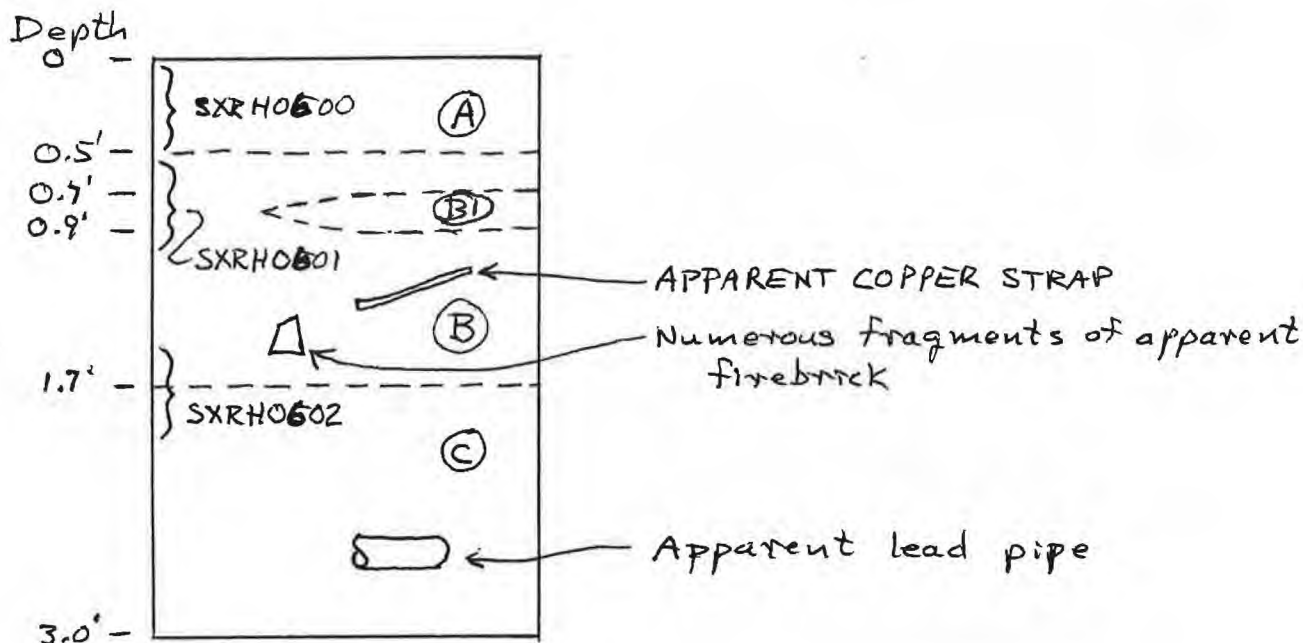 Depth
0' -
SXRH0600
A
0.5' -
0.7' -
B1
0.9' -
SXRH0601
APPARENT COPPER STRAP
B
Numerous fragments of apparent
firebrick
1.7' -
SXRH0602
C
Apparent lead pipe
3.0' -